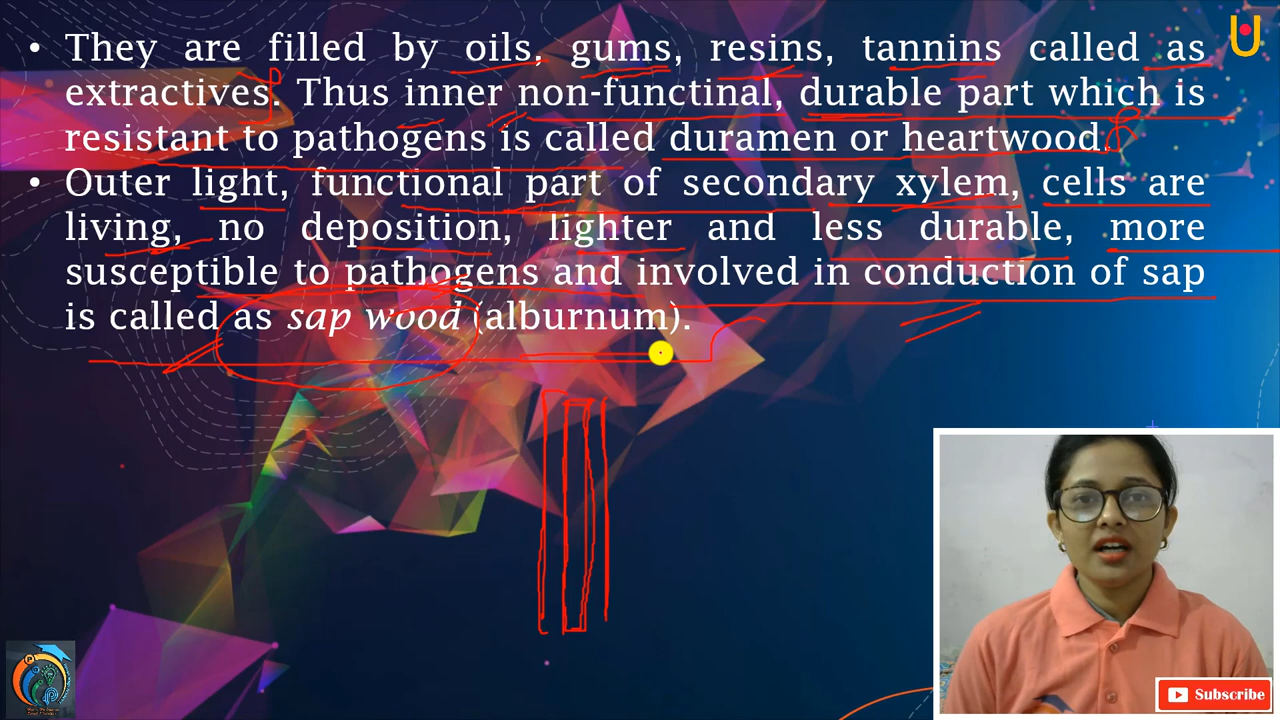 • They are filled by oils, gums, resins, tannins called as
extractives. Thus inner non-functinal, durable part which is
resistant to pathogens is called duramen or heartwood.
• Outer light, functional part of secondary xylem, cells are
living, no deposition, lighter and less durable, more
susceptible to pathogens and involved in conduction of sap
is called as sap wood (alburnum).
Subscribe